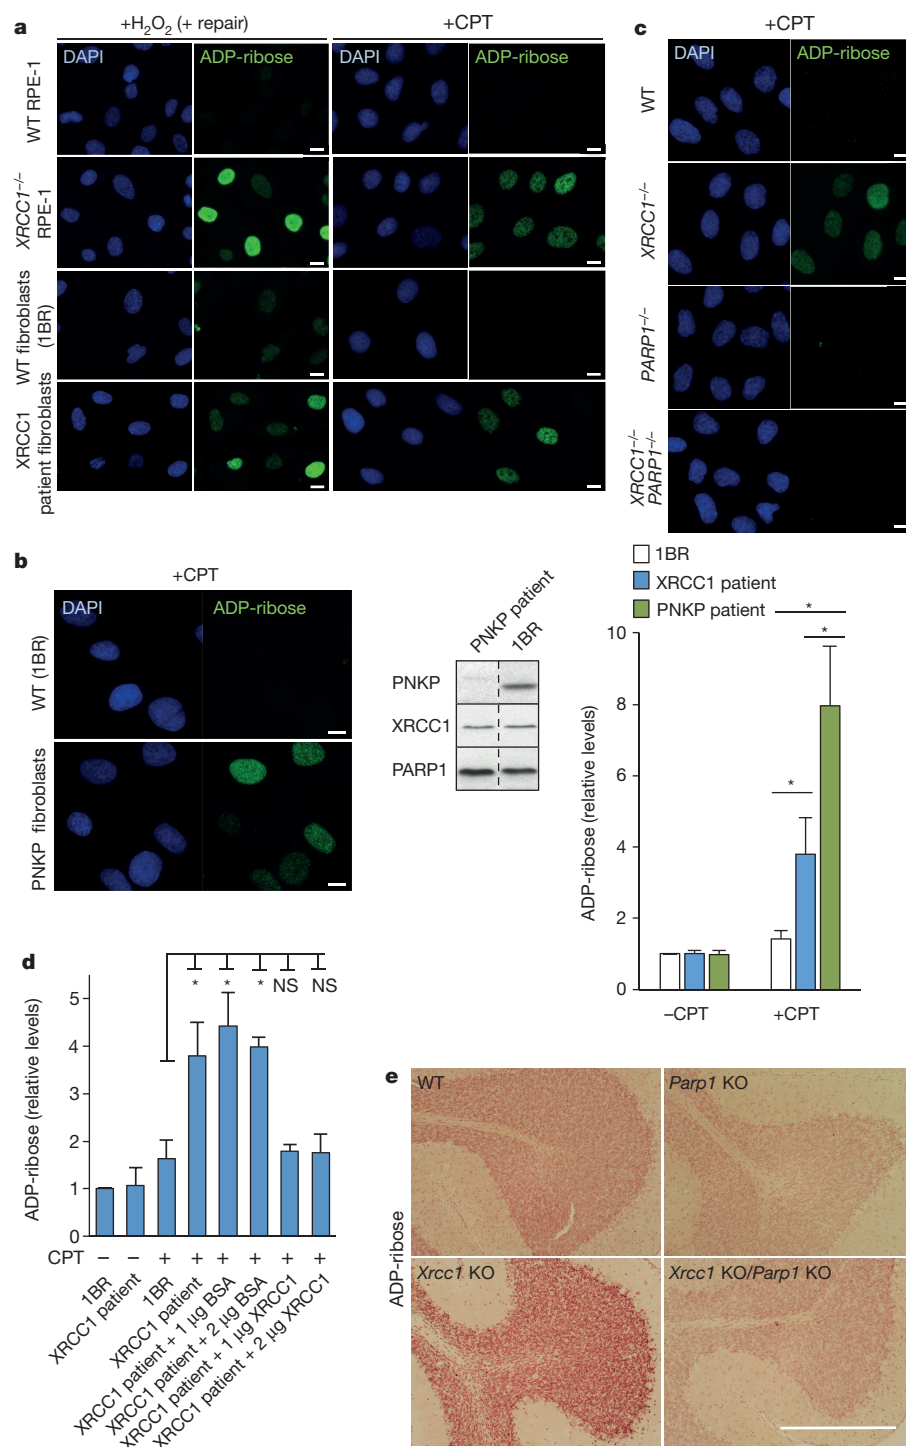 a
+H2O2 (+ repair)
+CPT
DAPI
ADP-ribose
DAPI
ADP-ribose
WT RPE-1
XRCC1–/–
RPE-1
WT fibroblasts
(1BR)
XRCC1
patient fibroblasts
c
+CPT
DAPI
ADP-ribose
WT
XRCC1–/–
PARP1–/–
XRCC1–/–
PARP1–/–
b
+CPT
DAPI
ADP-ribose
WT (1BR)
PNKP fibroblasts
PNKP patient
1BR
PNKP
XRCC1
PARP1
1BR
XRCC1 patient
PNKP patient
*
*
*
ADP-ribose (relative levels)
10
8
6
4
2
0
–CPT
+CPT
d
* * * NS NS
ADP-ribose (relative levels)
5
4
3
2
1
0
CPT – – + + + + + +
1BR
XRCC1 patient
1BR
XRCC1 patient
XRCC1 patient + 1 μg BSA
XRCC1 patient + 2 μg BSA
XRCC1 patient + 1 μg XRCC1
XRCC1 patient + 2 μg XRCC1
e
ADP-ribose
WT
Parp1 KO
Xrcc1 KO
Xrcc1 KO/Parp1 KO